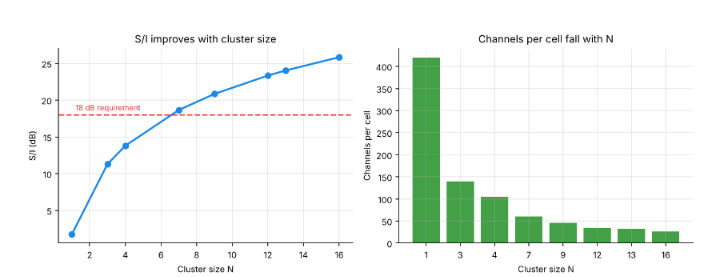 S/I improves with cluster size
25
20
15
10
5
S/I (dB)
18 dB requirement
2 4 6 8 10 12 14 16
Cluster size N
Channels per cell fall with N
400
350
300
250
200
150
100
50
0
Channels per cell
1 3 4 7 9 12 13 16
Cluster size N